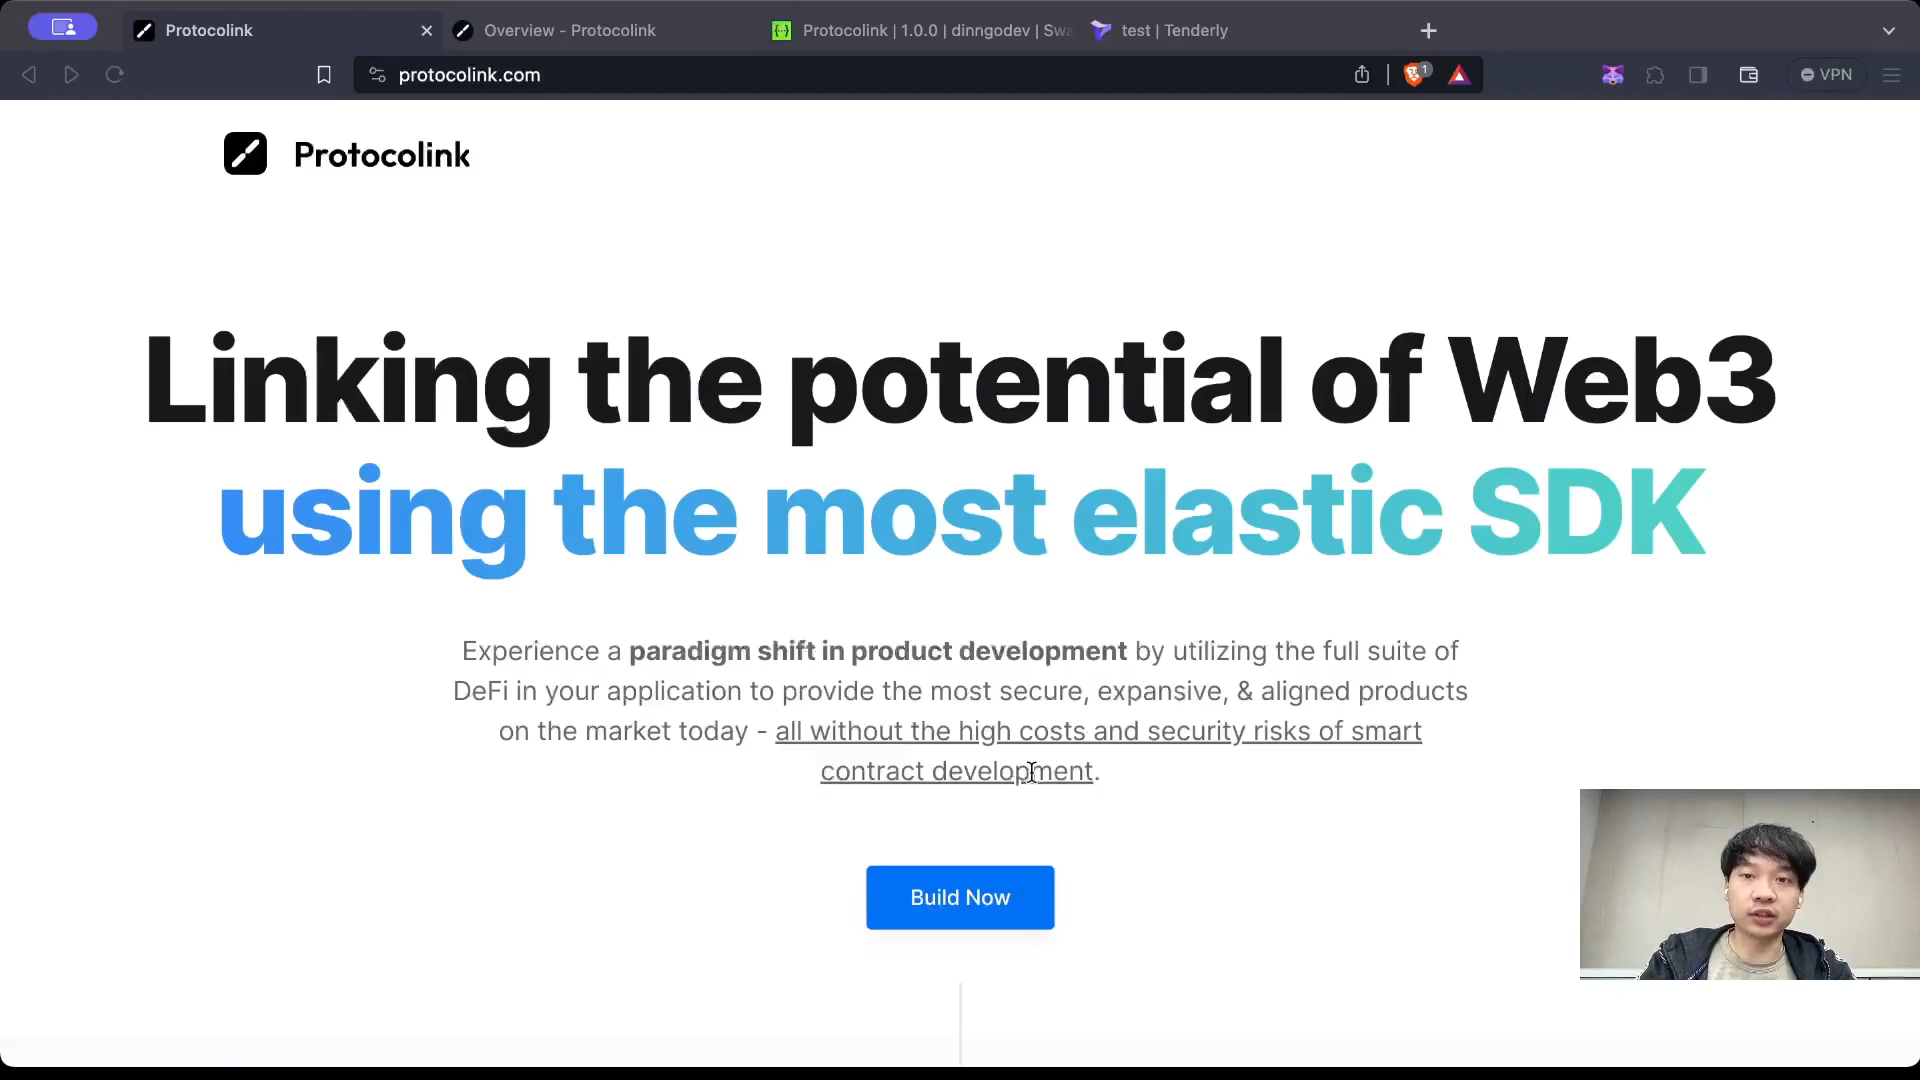 Protocolink
Overview - Protocolink
Protocolink | 1.0.0 | dinngodev | Swa
test | Tenderly
protocolink.com
1
VPN
Protocolink
Linking the potential of Web3
using the most elastic SDK
Experience a paradigm shift in product development by utilizing the full suite of
DeFi in your application to provide the most secure, expansive, & aligned products
on the market today - all without the high costs and security risks of smart
contract development.
Build Now